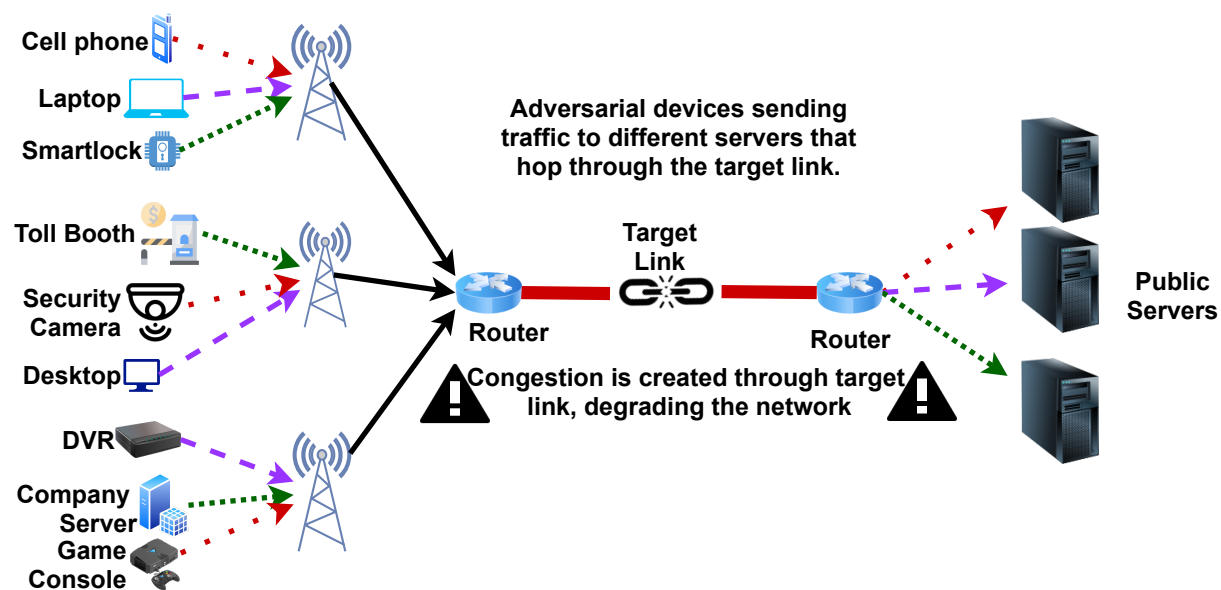 Cell phone
Laptop
Smartlock
Toll Booth
Security
Camera
Desktop
DVR
Company
Server
Game
Console
Adversarial devices sending
traffic to different servers that
hop through the target link.
Target
Link
Router
Router
Congestion is created through target
link, degrading the network
Public
Servers